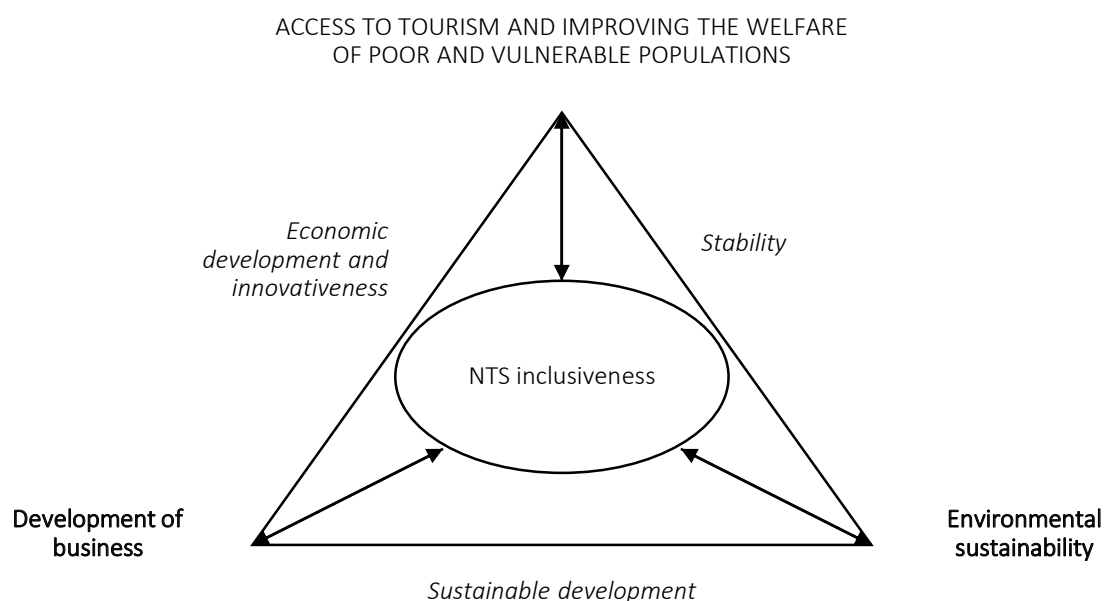 ACCESS TO TOURISM AND IMPROVING THE WELFARE
OF POOR AND VULNERABLE POPULATIONS
Economic
development and
innovativeness
Stability
NTS inclusiveness
Development of
business
Environmental
sustainability
Sustainable development